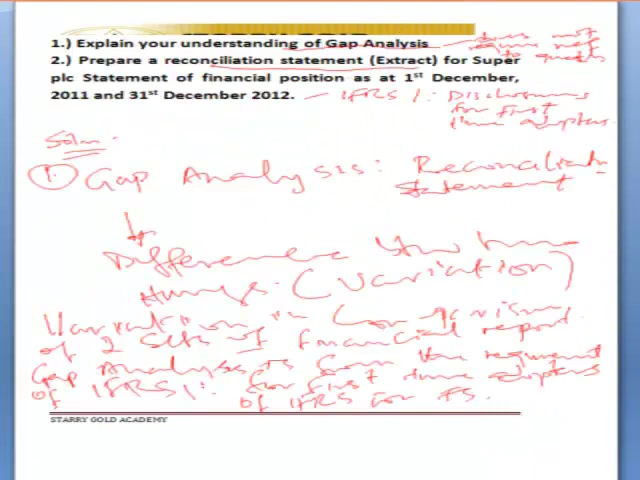 1.) Explain your understanding of Gap Analysis
does not
2.) Prepare a reconciliation statement (Extract) for Super
plc Statement of financial position as at 1st December,
2011 and 31st December 2012.
- IFRS 1: Disclosures
for first
time adopters
Soln.
1. Gap Analysis: Reconciliation
Statement
Difference btw two
things. (Variation)
Variation in Comparison
of 2 sets of financial report.
Gap Analysis is from the requirement
of IFRS 1: for first time adopters
of IFRS for FS.
STARRY GOLD ACADEMY